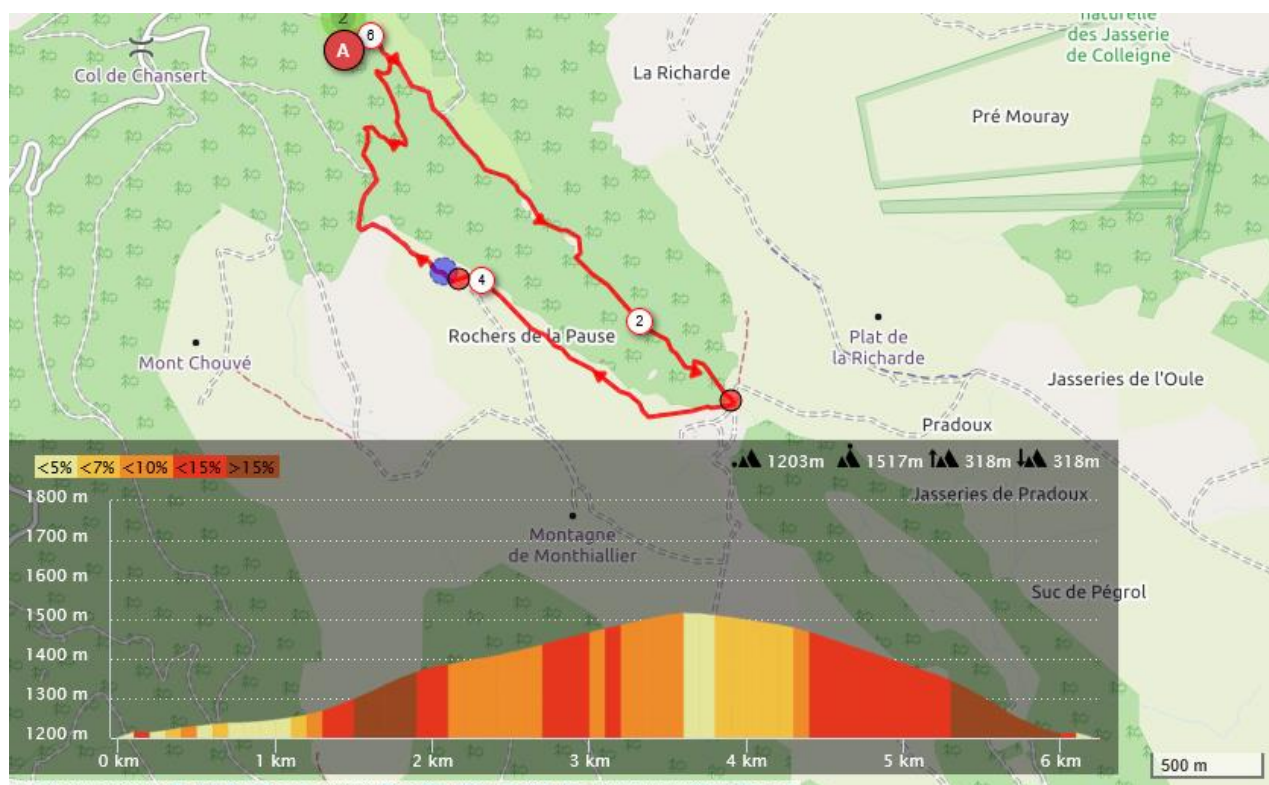 naturelle
des Jasserie
de Colleigne
2
6
A
Col de Chansert
La Richarde
Pré Mouray
4
2
Rochers de la Pause
Plat de
la Richarde
Mont Chouvé
Jasseries de l'Oule
Pradoux
<5% <7% <10% <15% >15%
1203m 1517m 318m 318m
Jasseries de Pradoux
1800 m
1700 m
Montagne
de Monthiallier
1600 m
Suc de Pégrol
1500 m
1400 m
1300 m
1200 m
0 km 1 km 2 km 3 km 4 km 5 km 6 km
500 m